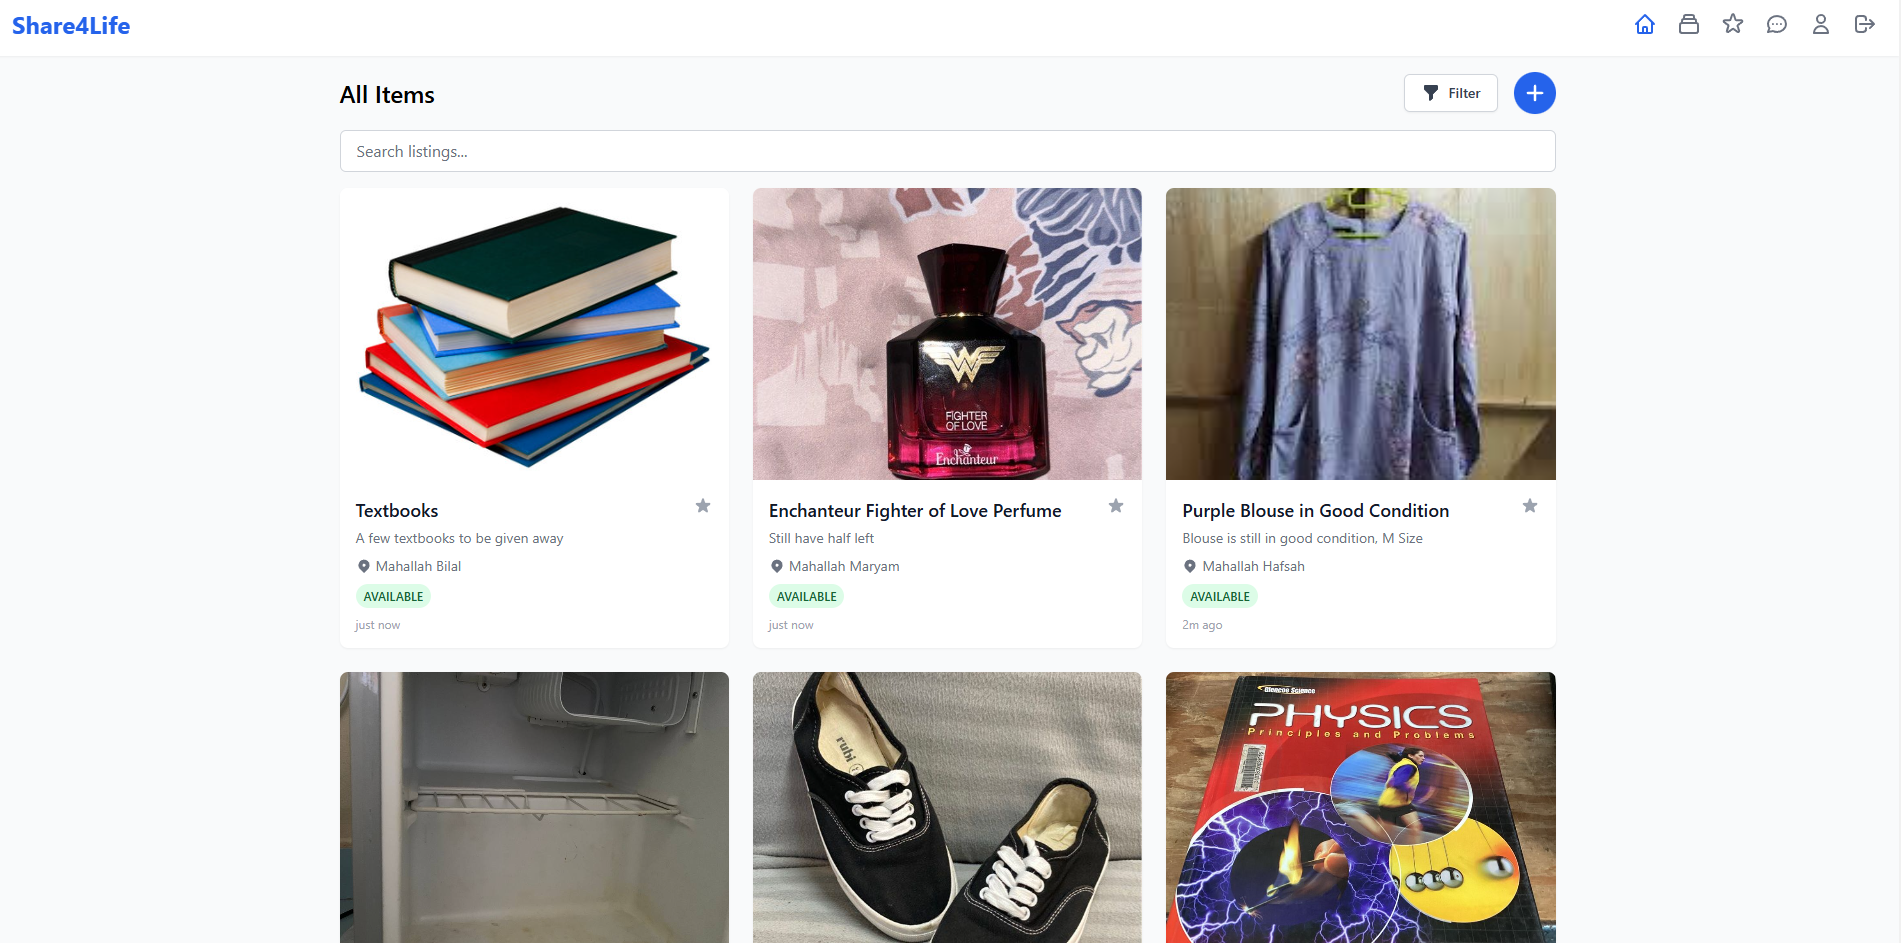 Share4Life
All Items
Filter
Search listings...
FIGHTER
OF LOVE
Enchanteur
Textbooks
A few textbooks to be given away
Mahallah Bilal
AVAILABLE
just now
Enchanteur Fighter of Love Perfume
Still have half left
Mahallah Maryam
AVAILABLE
just now
Purple Blouse in Good Condition
Blouse is still in good condition, M Size
Mahallah Hafsah
AVAILABLE
2m ago
rubi
Glencoe Science
PHYSICS
Principles and Problems